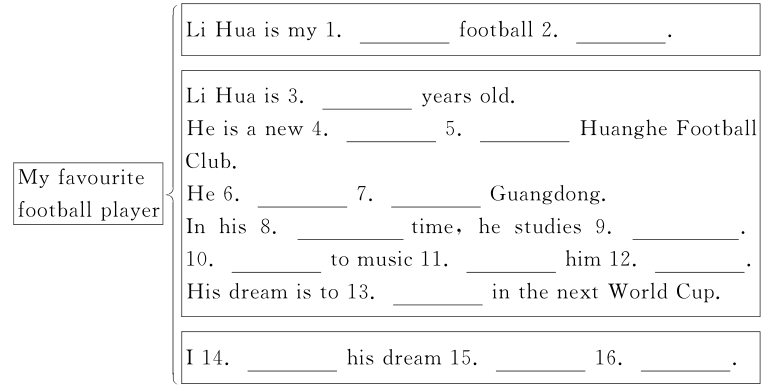 Li Hua is my 1. ________ football 2. ________.
Li Hua is 3. ________ years old.
He is a new 4. ________ 5. ________ Huanghe Football
Club.
He 6. ________ 7. ________ Guangdong.
In his 8. ________ time, he studies 9. ________.
10. ________ to music 11. ________ him 12. ________.
His dream is to 13. ________ in the next World Cup.
My favourite
football player
I 14. ________ his dream 15. ________ 16. ________.